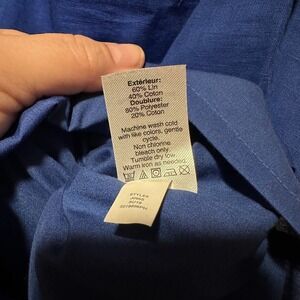 Extérieur:
60% Lin
40% Coton
Doublure:
80% Polyester
20% Coton
Machine wash cold
with like colors, gentle
cycle.
Non chlorine
bleach only.
Tumble dry low.
Warm iron as needed.
STYLE#